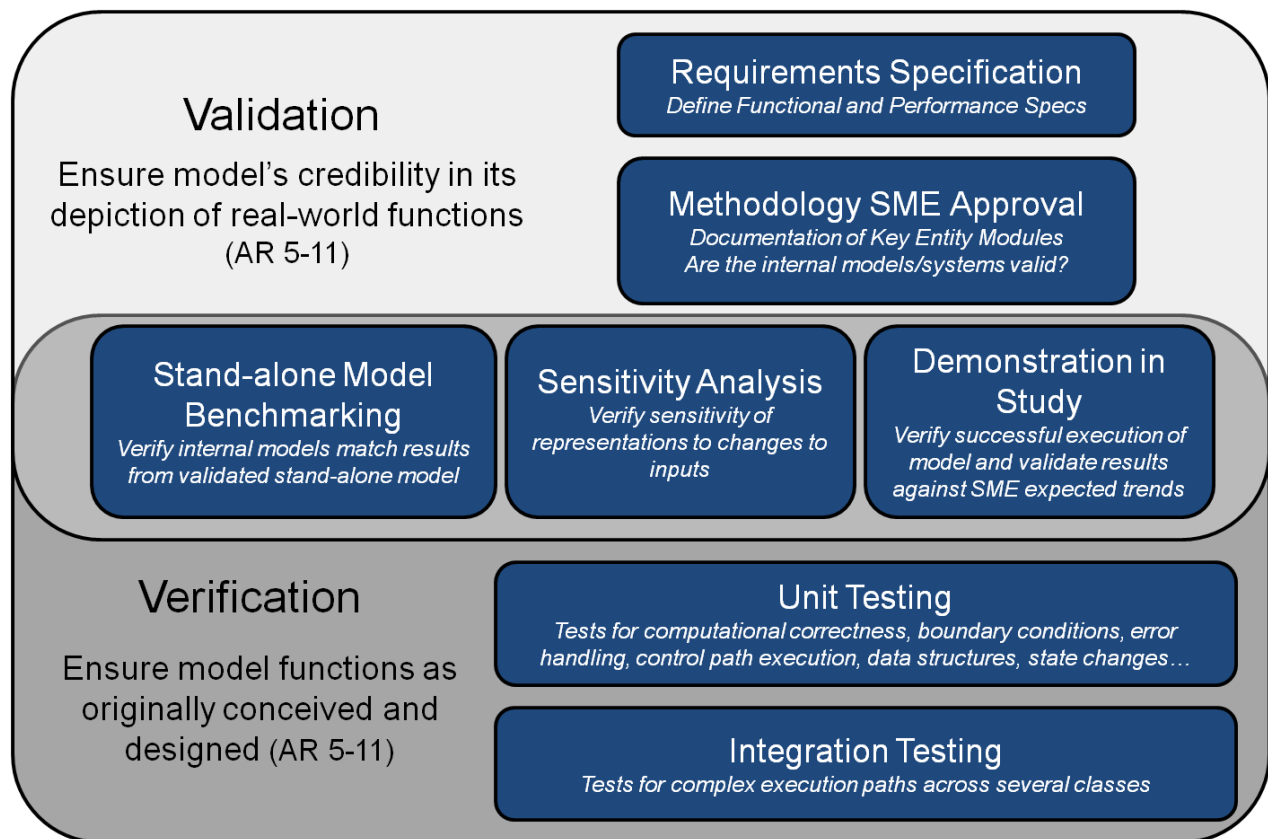 Validation
Ensure model’s credibility in its
depiction of real-world functions
(AR 5-11)
Requirements Specification
Define Functional and Performance Specs
Methodology SME Approval
Documentation of Key Entity Modules
Are the internal models/systems valid?
Stand-alone Model
Benchmarking
Verify internal models match results
from validated stand-alone model
Sensitivity Analysis
Verify sensitivity of
representations to changes to
inputs
Demonstration in
Study
Verify successful execution of
model and validate results
against SME expected trends
Verification
Ensure model functions as
originally conceived and
designed (AR 5-11)
Unit Testing
Tests for computational correctness, boundary conditions, error
handling, control path execution, data structures, state changes…
Integration Testing
Tests for complex execution paths across several classes